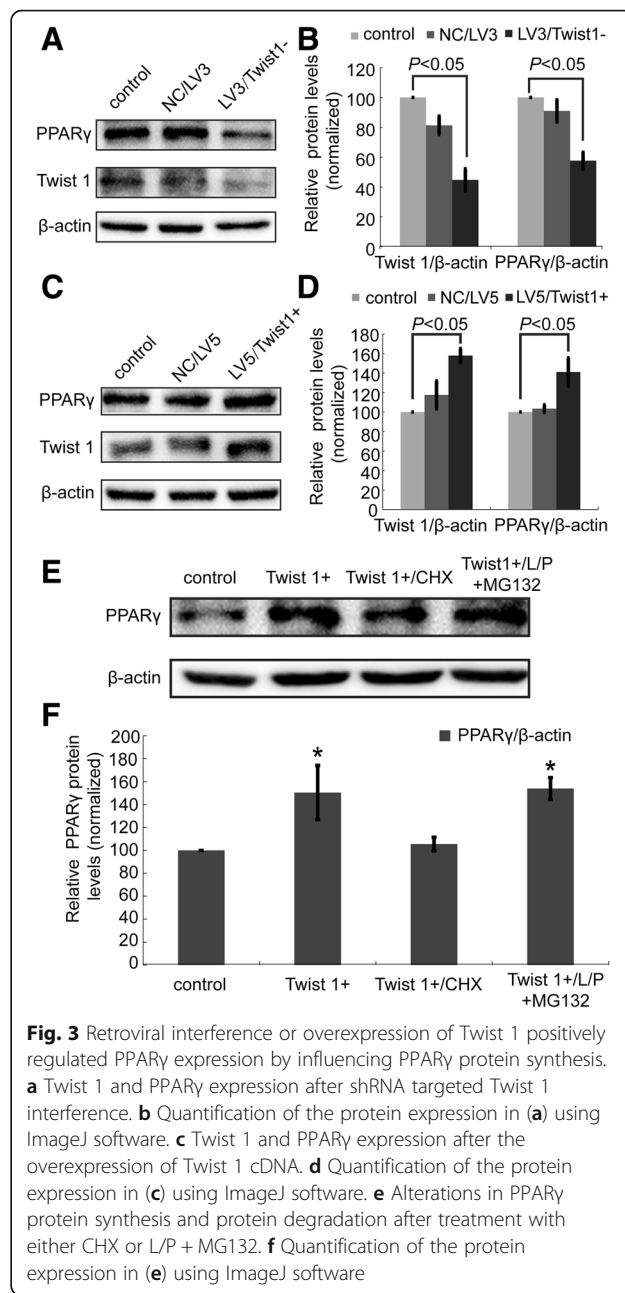 A
control
NC/LV3
LV3/Twist1-
PPARγ
Twist 1
β-actin
B
control NC/LV3 LV3/Twist1-
P<0.05 P<0.05
Relative protein levels
(normalized)
120
100
80
60
40
20
0
Twist 1/β-actin PPARγ/β-actin
C
control
NC/LV5
LV5/Twist1+
PPARγ
Twist 1
β-actin
D
control NC/LV5 LV5/Twist1+
P<0.05 P<0.05
Relative protein levels
(normalized)
180
160
140
120
100
80
60
40
20
0
Twist 1/β-actin PPARγ/β-actin
E
control Twist 1+ Twist 1+/CHX Twist1+/L/P
+MG132
PPARγ
β-actin
F
PPARγ/β-actin
Relative PPARγ protein
levels (normalized)
200
180
160
140
120
100
80
60
40
20
0
* *
control Twist 1+ Twist 1+/CHX Twist 1+/L/P
+MG132
Fig. 3 Retroviral interference or overexpression of Twist 1 positively
regulated PPARγ expression by influencing PPARγ protein synthesis.
a Twist 1 and PPARγ expression after shRNA targeted Twist 1
interference. b Quantification of the protein expression in (a) using
ImageJ software. c Twist 1 and PPARγ expression after the
overexpression of Twist 1 cDNA. d Quantification of the protein
expression in (c) using ImageJ software. e Alterations in PPARγ
protein synthesis and protein degradation after treatment with
either CHX or L/P + MG132. f Quantification of the protein
expression in (e) using ImageJ software